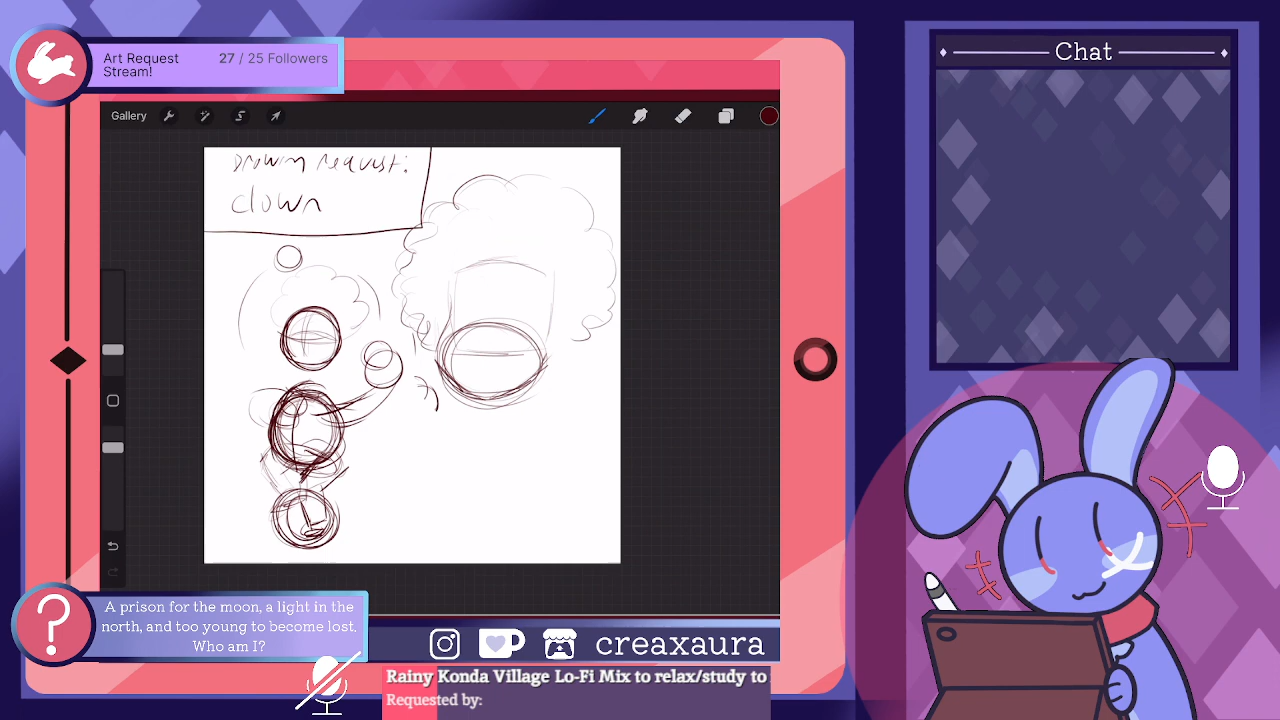 Art Request
Stream!
27 / 25 Followers
Chat
Gallery
Drown request:
clown
A prison for the moon, a light in the
north, and too young to become lost.
Who am I?
creaxaura
Rainy Konda Village Lo-Fi Mix to relax/study to
Requested by: